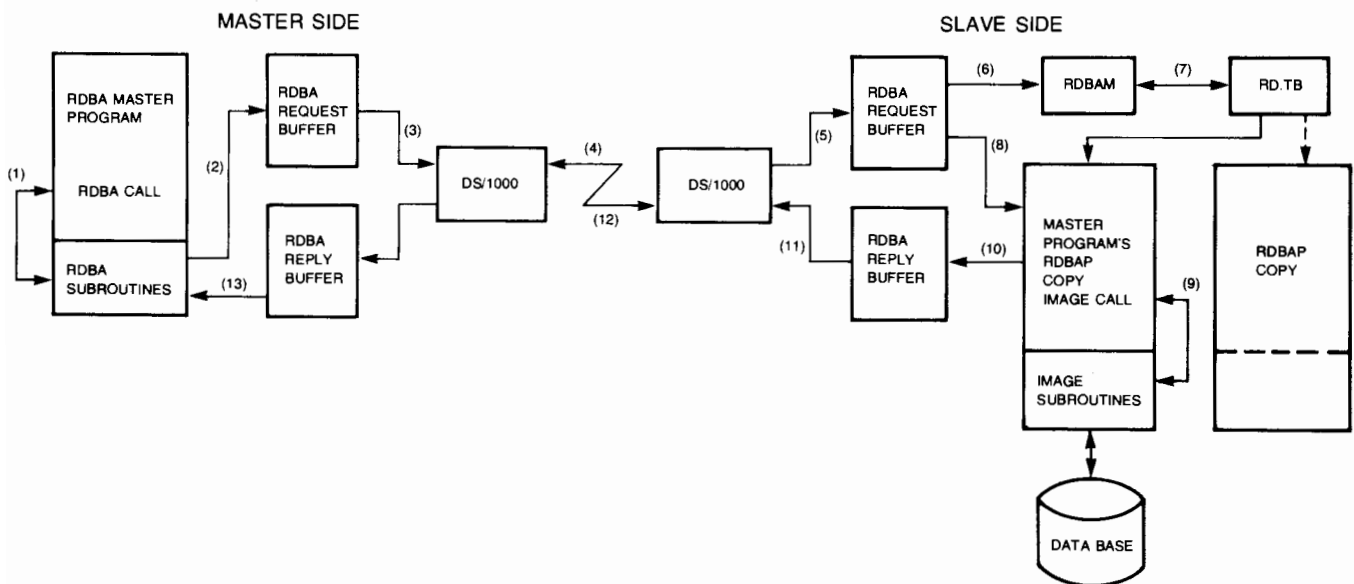 MASTER SIDE
SLAVE SIDE
RDBA MASTER
PROGRAM
RDBA CALL
RDBA
SUBROUTINES
(1)
(2)
RDBA
REQUEST
BUFFER
(3)
DS/1000
RDBA
REPLY
BUFFER
(13)
(4)
(12)
DS/1000
(5)
(11)
RDBA
REQUEST
BUFFER
RDBA
REPLY
BUFFER
(6)
RDBAM
(7)
RD.TB
(8)
(10)
MASTER
PROGRAM'S
RDBAP
COPY
IMAGE CALL
(9)
IMAGE
SUBROUTINES
RDBAP
COPY
DATA BASE